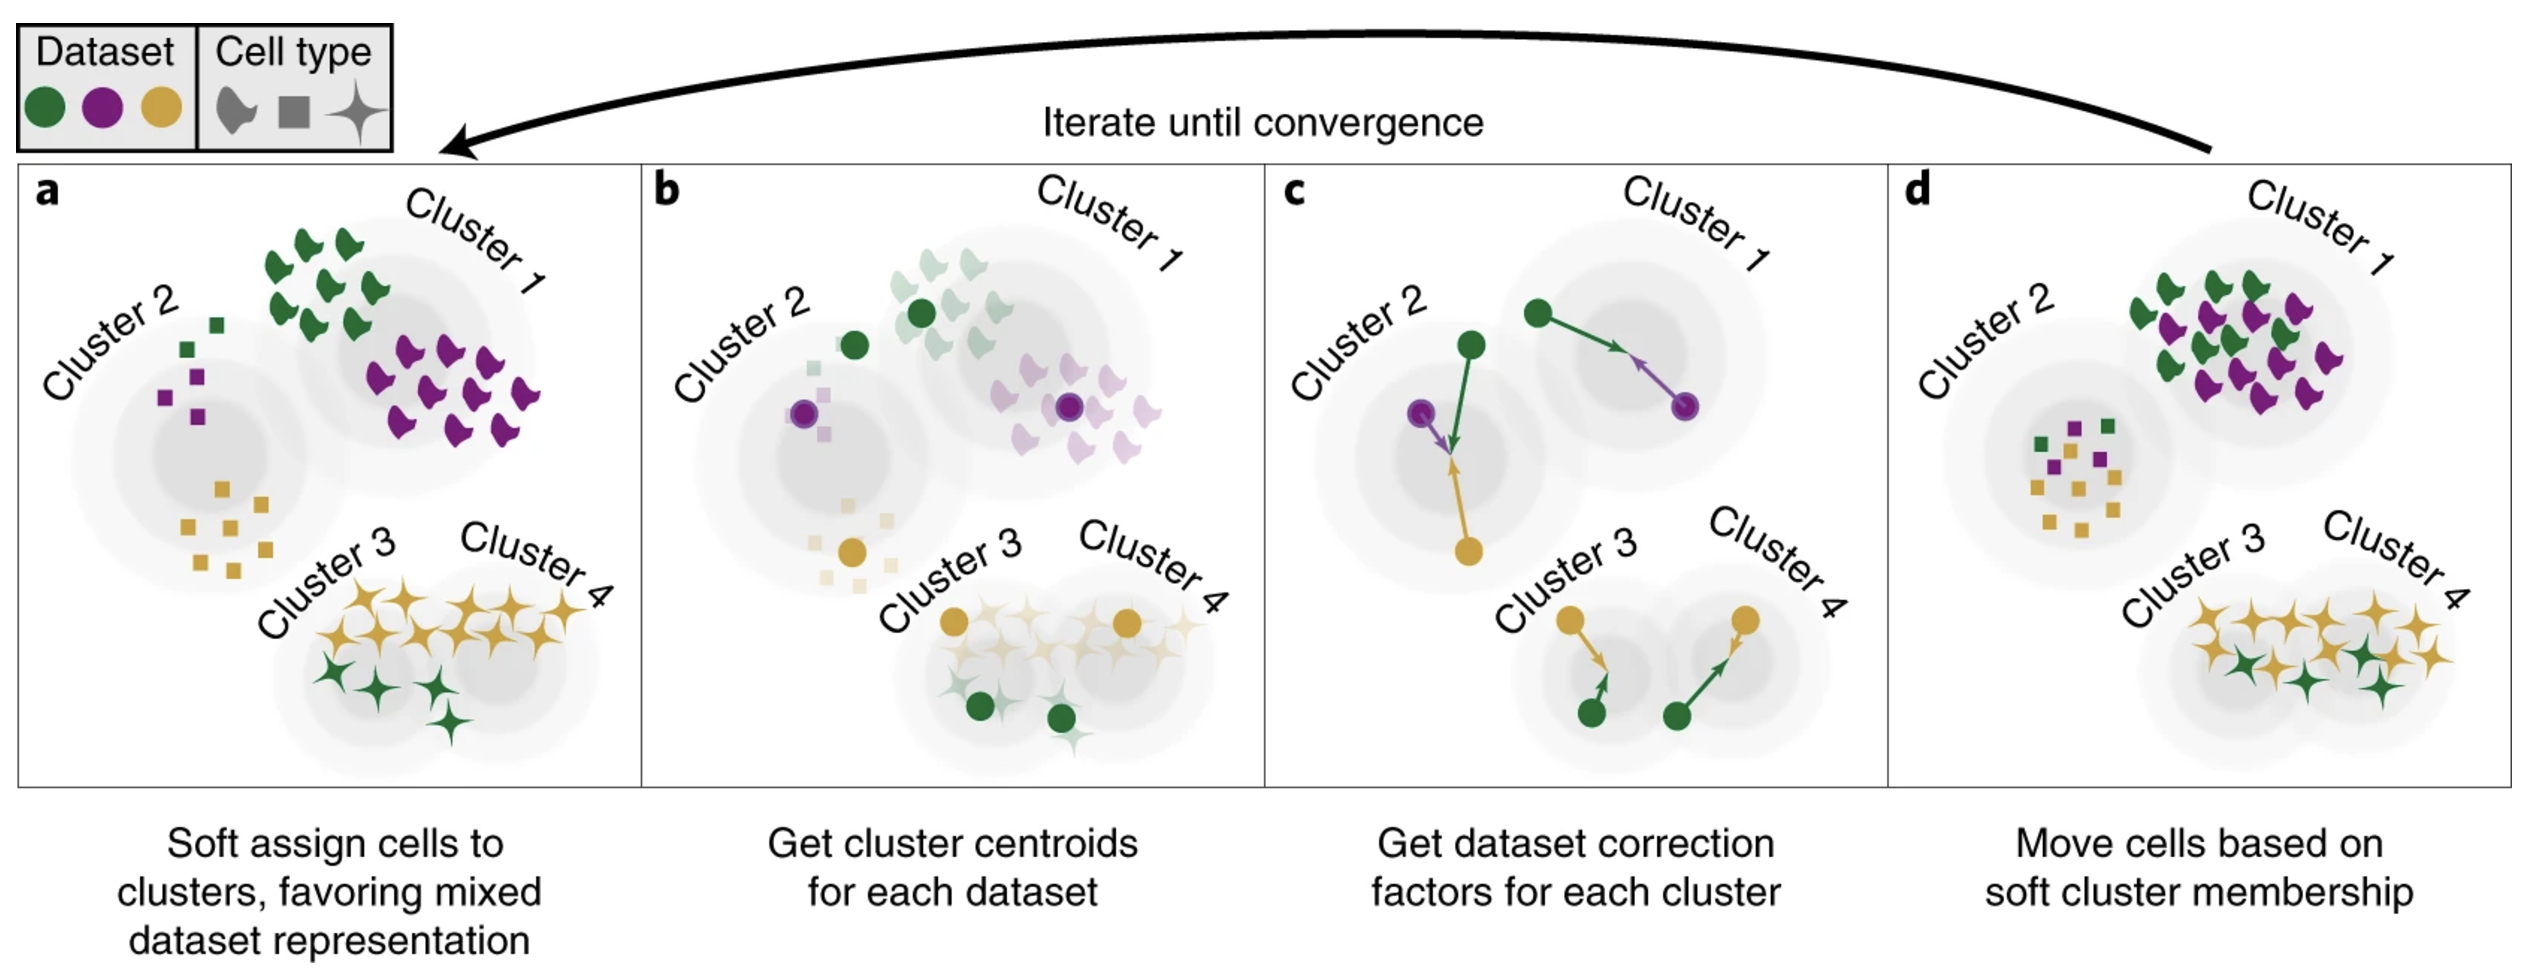 Dataset
Cell type
Iterate until convergence
a
Cluster 1
Cluster 2
Cluster 3
Cluster 4
b
Cluster 1
Cluster 2
Cluster 3
Cluster 4
c
Cluster 1
Cluster 2
Cluster 3
Cluster 4
d
Cluster 1
Cluster 2
Cluster 3
Cluster 4
Soft assign cells to
clusters, favoring mixed
dataset representation
Get cluster centroids
for each dataset
Get dataset correction
factors for each cluster
Move cells based on
soft cluster membership